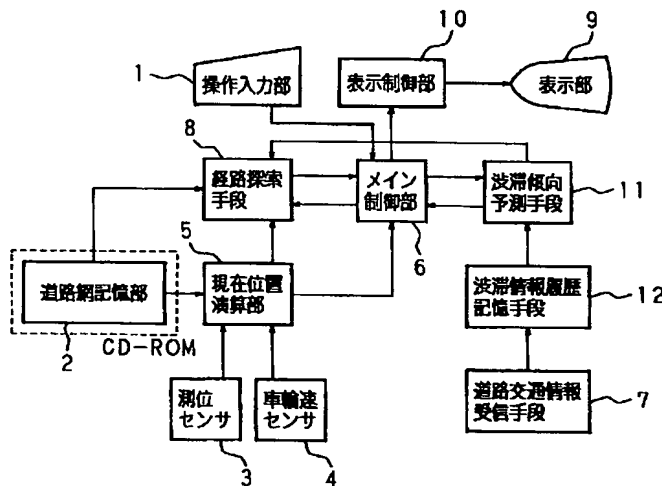 10
9
1
操作入力部
表示制御部
表示部
8
経路探索
手段
メイン
制御部
渋滞傾向
予測手段
11
6
5
道路網記憶部
現在位置
演算部
渋滞情報履歴
記憶手段
12
2
CD-ROM
測位
センサ
車輪速
センサ
道路交通情報
受信手段
7
3
4